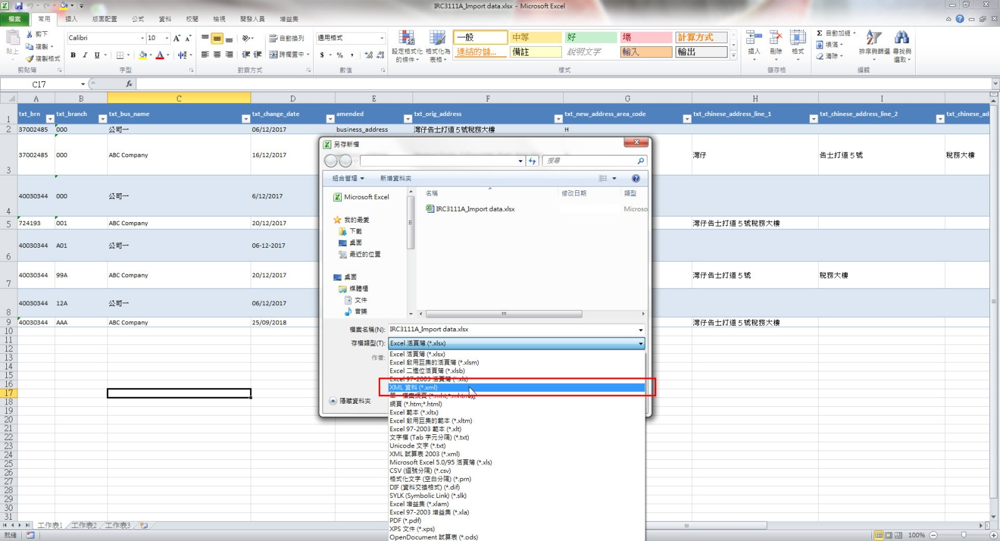 IRC3111A_Import data.xlsx - Microsoft Excel
檔案 常用 插入 版面配置 公式 資料 校閱 檢視 開發人員 增益集
貼上 剪下 複製 複製格式 剪貼簿
Calibri 10 B I U A A A 中 字型
自動換列 跨欄置中 對齊方式
通用格式 $ % , .00 數值
設定格式化的條件 格式化為表格
一般 中等 好 壞 計算方式
連結的儲... 備註 說明文字 輸入 輸出
樣式
插入 刪除 格式 儲存格
Σ 自動加總 填滿 清除 排序與篩選 尋找與選取 編輯
C17 fx
A B C D E F G H I
1 txt_brn txt_branch txt_bus_name txt_change_date amended txt_orig_address txt_new_address_area_code txt_chinese_address_line_1 txt_chinese_address_line_2 txt_chinese_ad
2 37002485 000 公司一 06/12/2017 business_address 灣仔告士打道５號稅務大樓 H
3 37002485 000 ABC Company 16/12/2017 灣仔 告士打道５號 稅務大樓
4 40030344 000 公司一 6/12/2017
5 724193 001 ABC Company 20/12/2017 灣仔告士打道５號稅務大樓
6 40030344 A01 公司一 06-12-2017
7 40030344 99A ABC Company 20/12/2017 灣仔告士打道５號 稅務大樓
8 40030344 12A 公司一 06/12/2017
9 40030344 AAA ABC Company 25/09/2018 灣仔告士打道５號稅務大樓
10
11
12
13
14
15
16
17
18
19
20
21
22
23
24
25
26
27
28
29
30
31
另存新檔
搜尋
組合管理 新增資料夾
Microsoft Excel
我的最愛
下載
桌面
最近的位置
桌面
媒體櫃
文件
音樂
名稱 修改日期 類型
IRC3111A_Import data.xlsx Microso
檔案名稱(N): IRC3111A_Import data.xlsx
存檔類型(T): Excel 活頁簿 (*.xlsx)
作者:
隱藏資料夾
Excel 活頁簿 (*.xlsx)
Excel 啟用巨集的活頁簿 (*.xlsm)
Excel 二進位活頁簿 (*.xlsb)
Excel 97-2003 活頁簿 (*.xls)
XML 資料 (*.xml)
單一檔案網頁 (*.mht;*.mhtml)
網頁 (*.htm;*.html)
Excel 範本 (*.xltx)
Excel 啟用巨集的範本 (*.xltm)
Excel 97-2003 範本 (*.xlt)
文字檔 (Tab 字元分隔) (*.txt)
Unicode 文字 (*.txt)
XML 試算表 2003 (*.xml)
Microsoft Excel 5.0/95 活頁簿 (*.xls)
CSV (逗號分隔) (*.csv)
格式化文字 (空白分隔) (*.prn)
DIF (資料交換格式) (*.dif)
SYLK (Symbolic Link) (*.slk)
Excel 增益集 (*.xlam)
Excel 97-2003 增益集 (*.xla)
PDF (*.pdf)
XPS 文件 (*.xps)
OpenDocument 試算表 (*.ods)
工作表1 工作表2 工作表3
就緒 100%